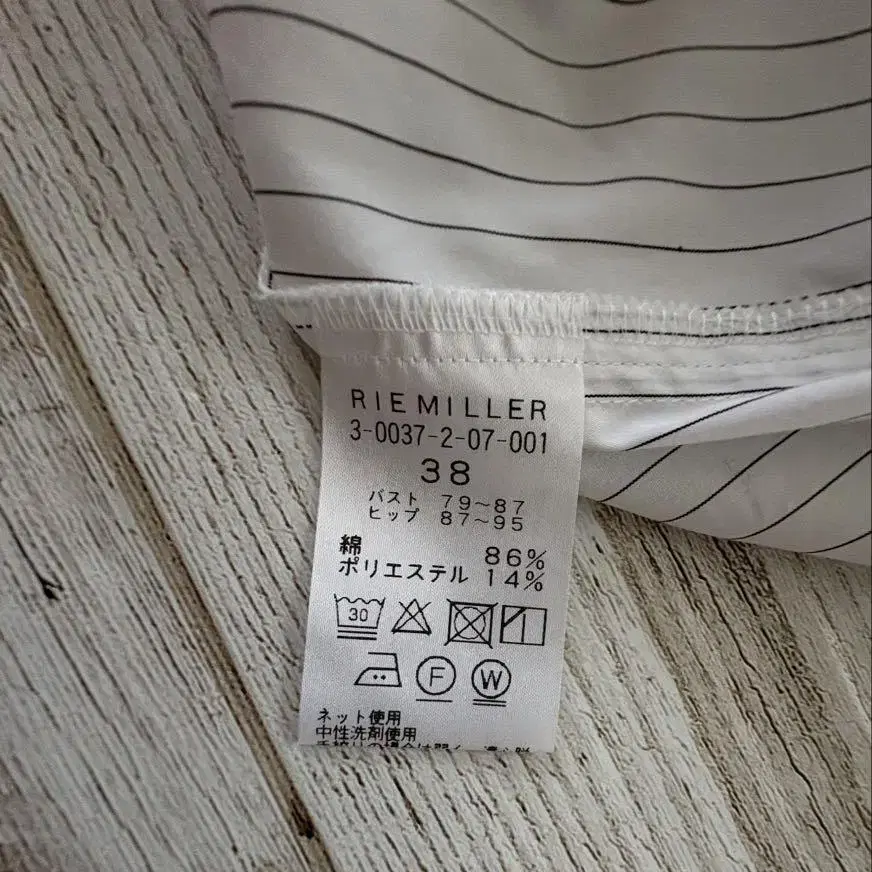 RIEMILLER
3-0037-2-07-001
38
バスト 79~87
ヒップ 87~95
綿 86%
ポリエステル 14%
30
F W
ネット使用
中性洗剤使用